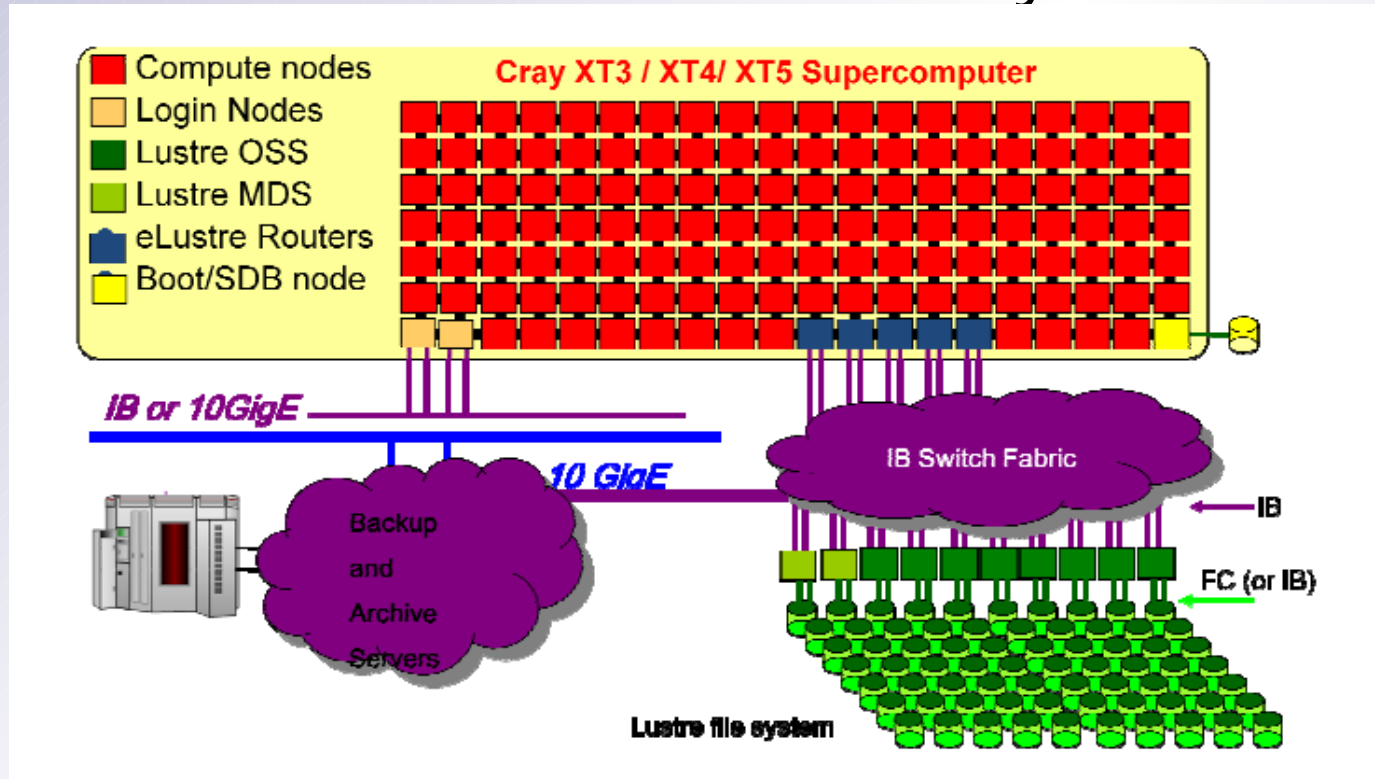 Compute nodes
Cray XT3 / XT4/ XT5 Supercomputer
Login Nodes
Lustre OSS
Lustre MDS
eLustre Routers
Boot/SDB node
IB or 10GigE
10 GigE
IB Switch Fabric
IB
Backup
and
Archive
Servers
FC (or IB)
Lustre file system